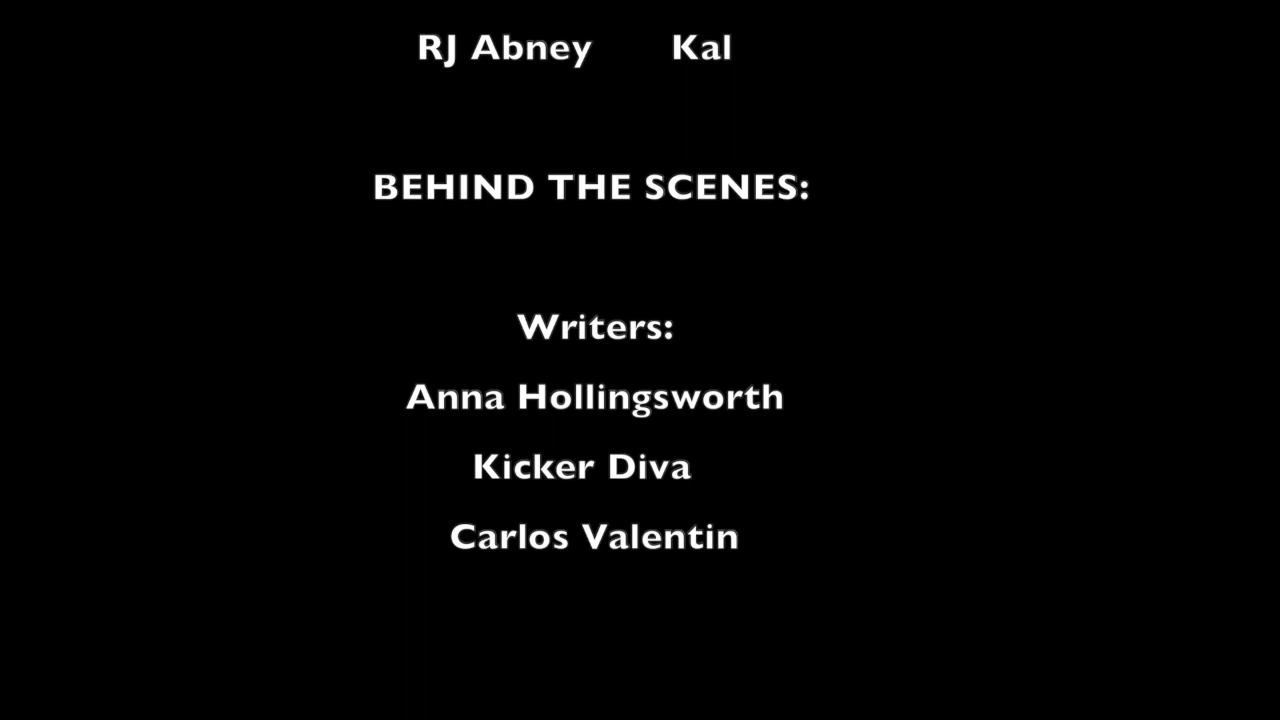 RJ Abney Kal
BEHIND THE SCENES:
Writers:
Anna Hollingsworth
Kicker Diva
Carlos Valentin